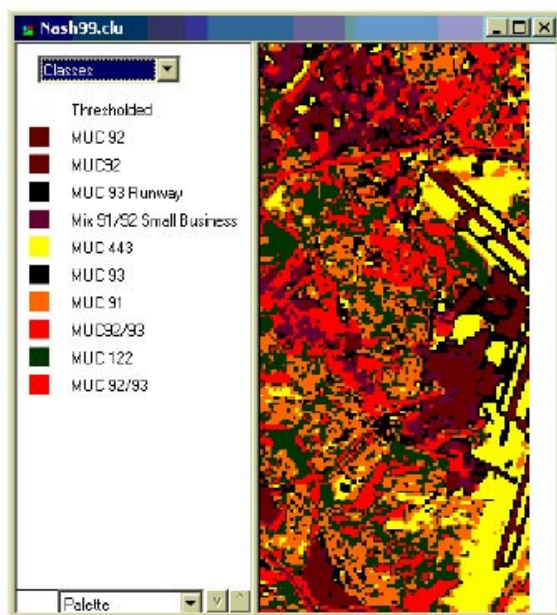 Nash99.clu
Classes
Thresholded
MUC 92
MUC92
MUC 93 Runway
Mix 91/92 Small Business
MUC 443
MUC 93
MUC 91
MUC92/93
MUC 122
MUC 92/93
Palette